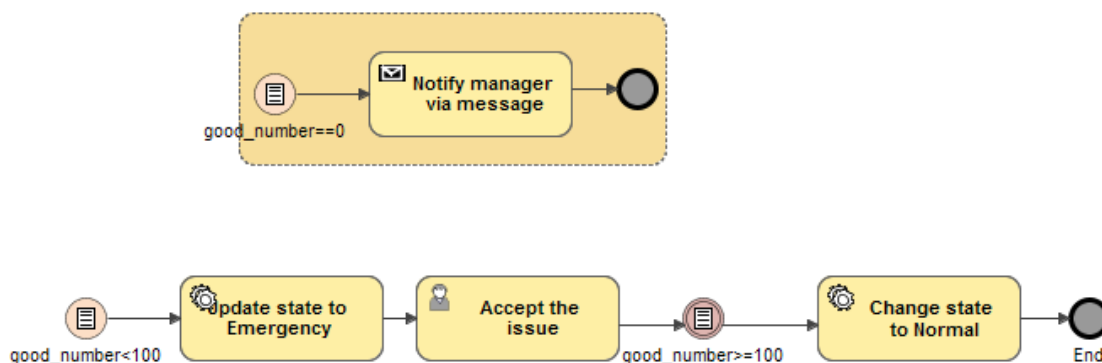 Notify manager
via message
good_number==0
Update state to
Emergency
Accept the
issue
Change state
to Normal
good_number<100
good_number>=100
End